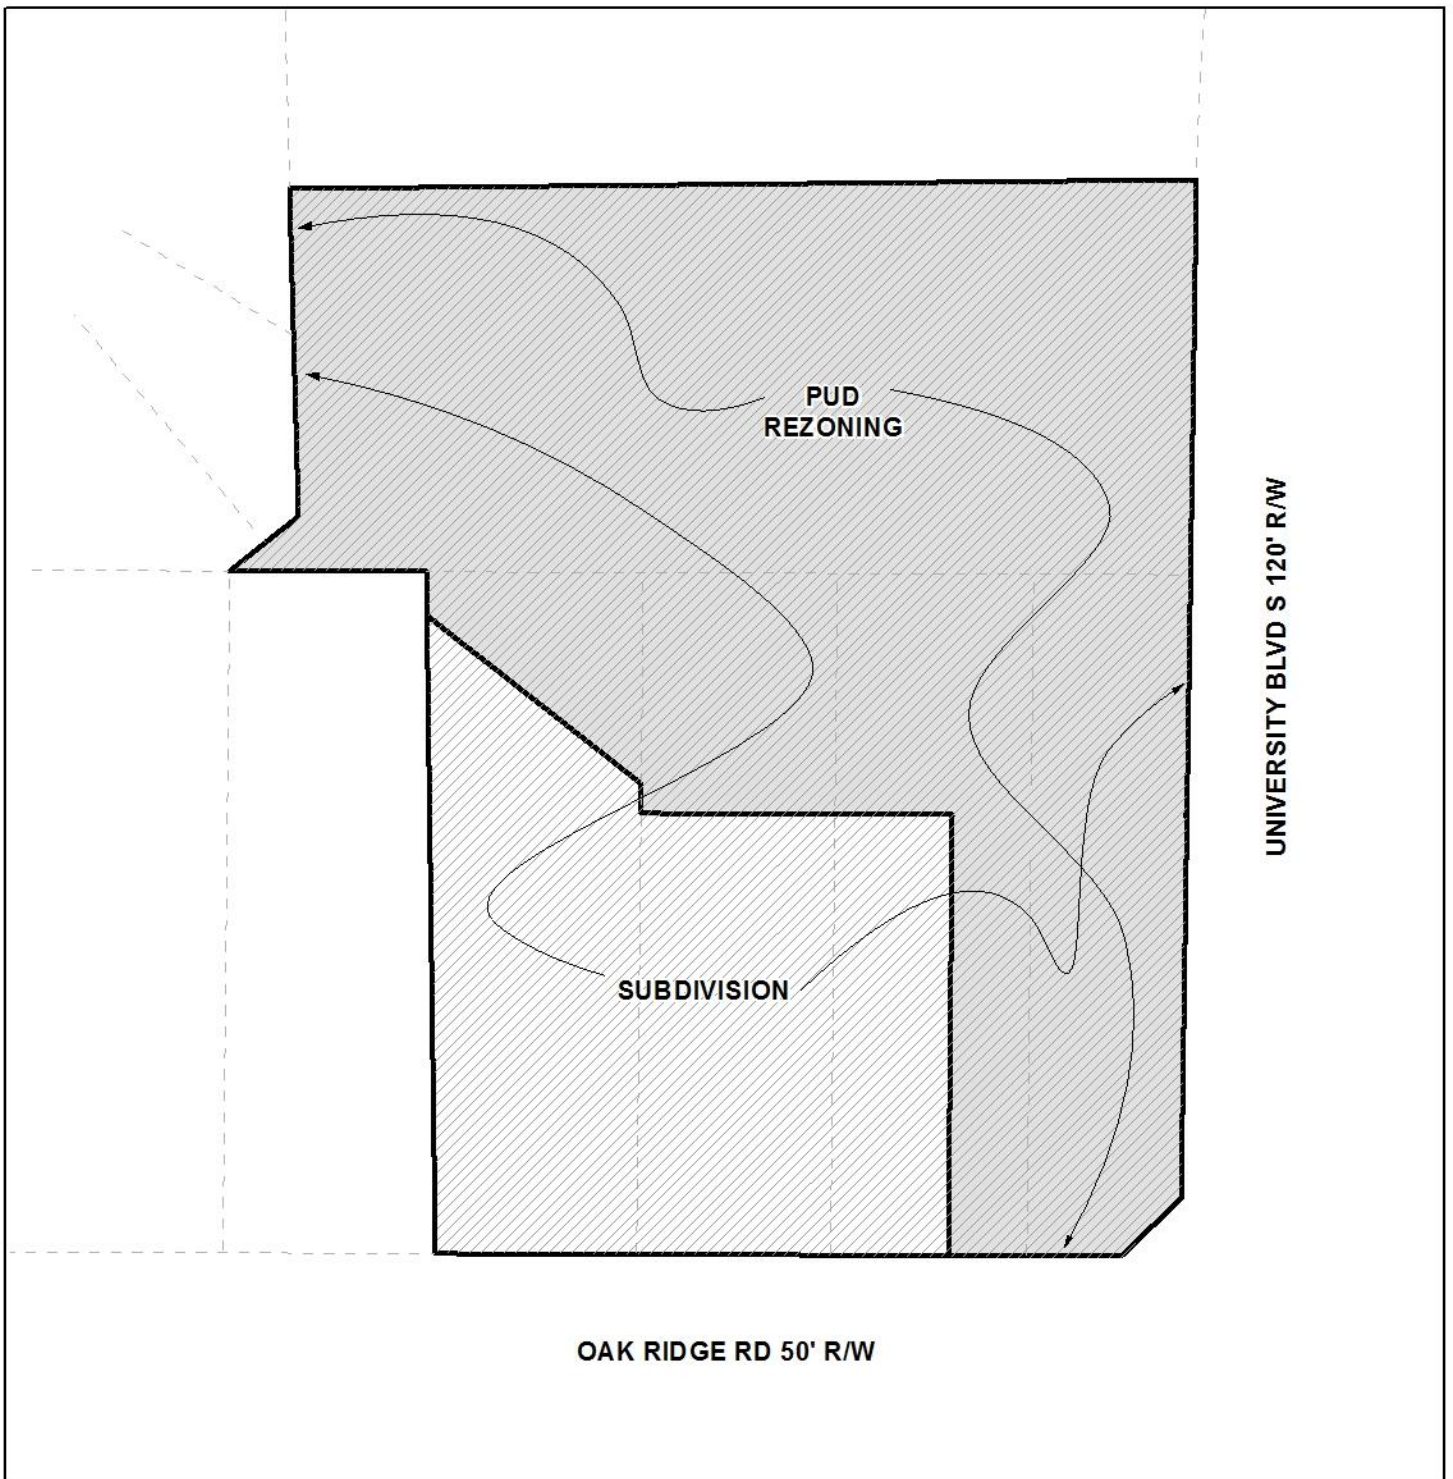 PUD
REZONING
UNIVERSITY BLVD S 120' R/W
SUBDIVISION
OAK RIDGE RD 50' R/W